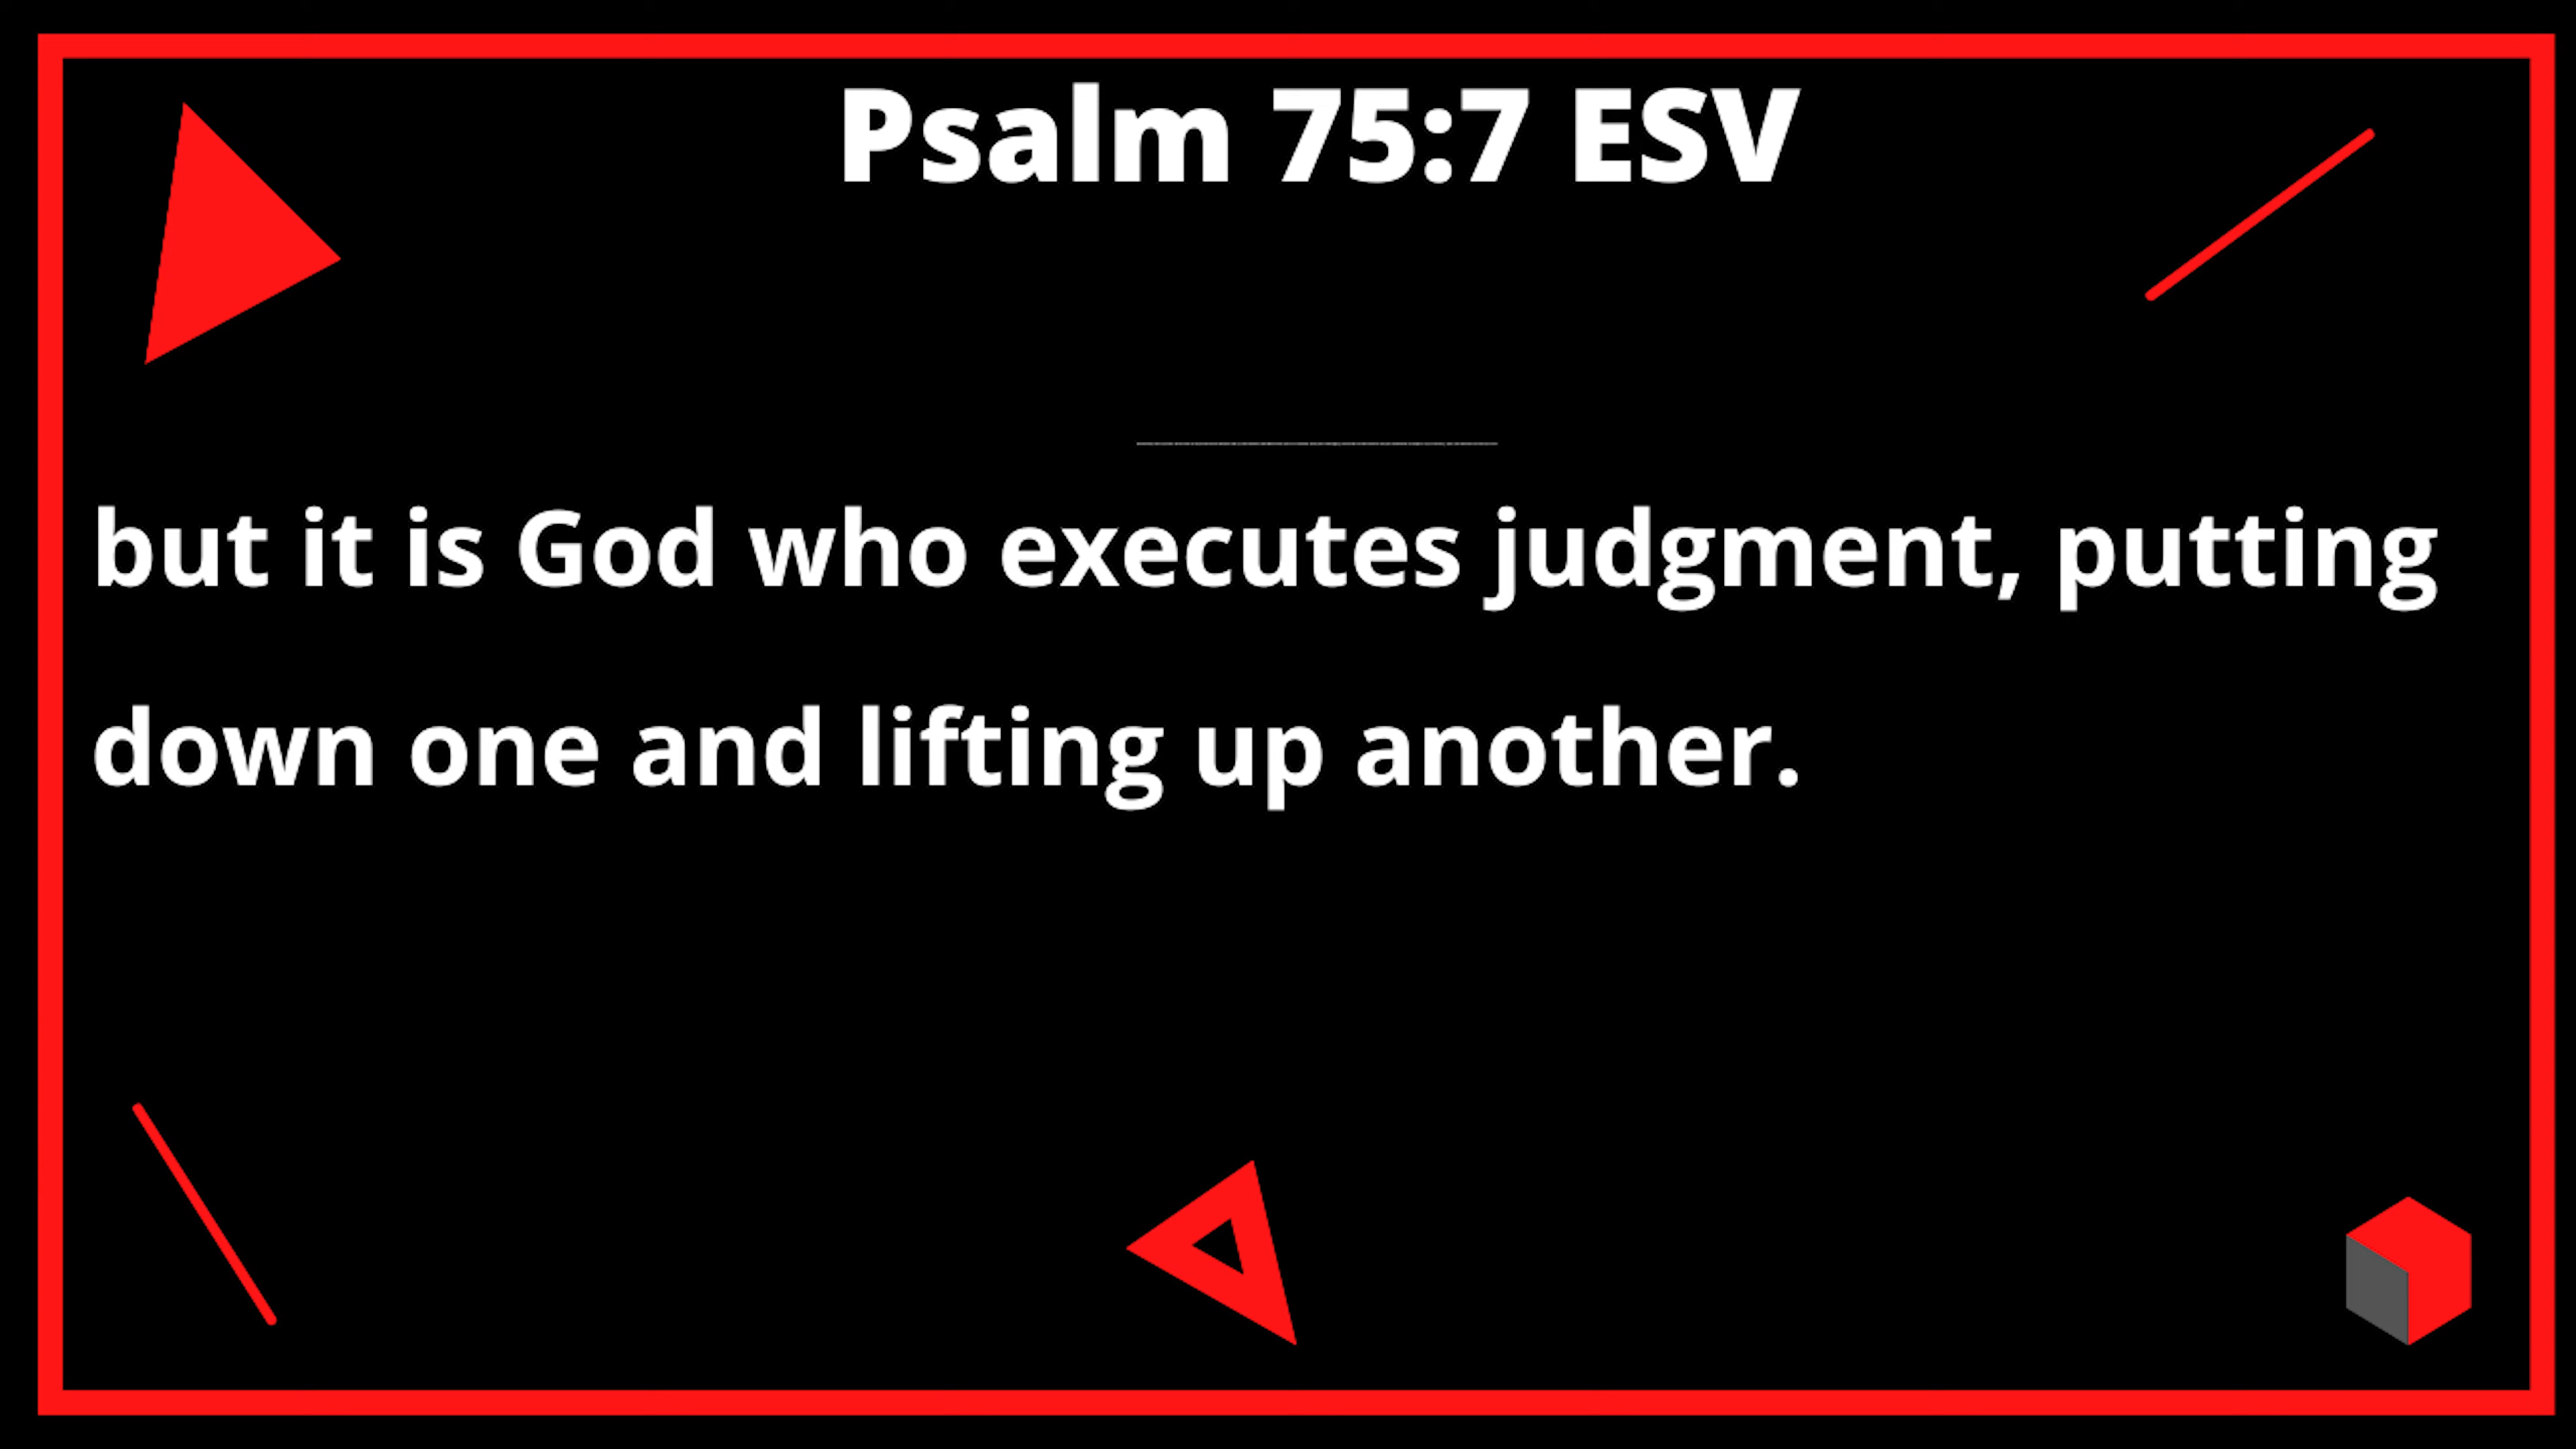 Psalm 75:7 ESV
but it is God who executes judgment, putting
down one and lifting up another.